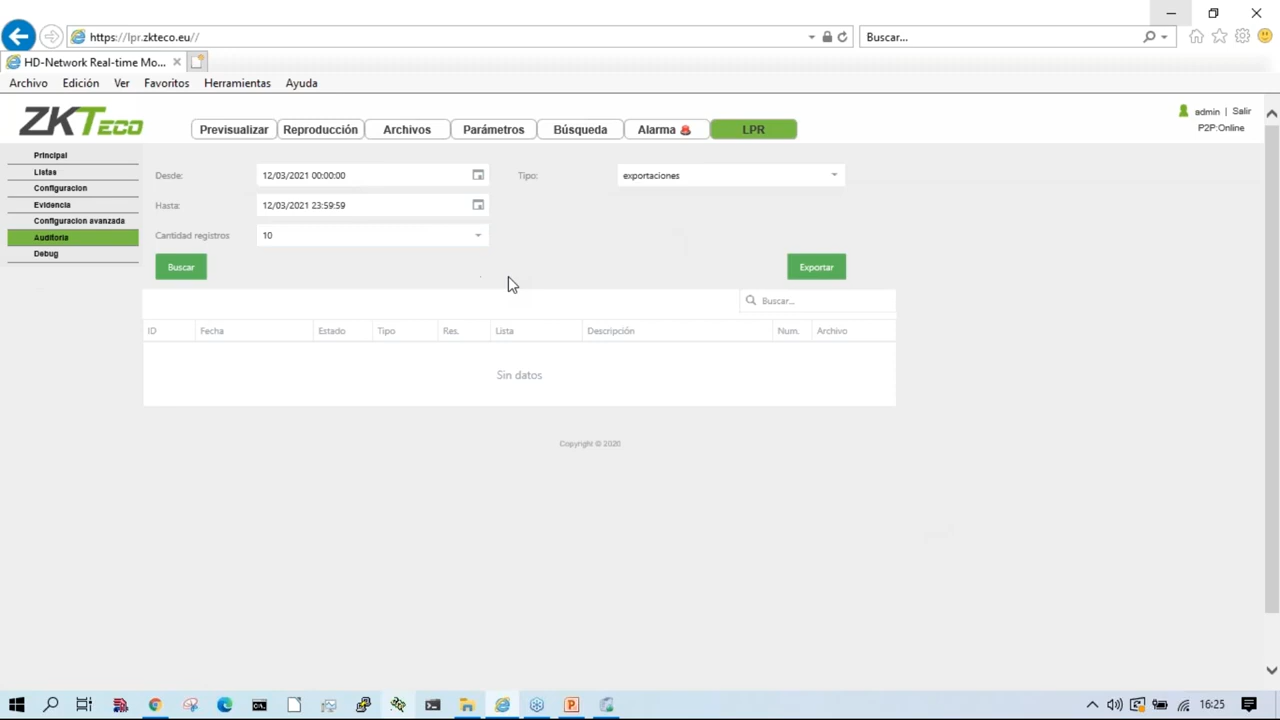 https://lpr.zkteco.eu//
Buscar...
HD-Network Real-time Mo...
Archivo Edición Ver Favoritos Herramientas Ayuda
ZKTeco
Previsualizar Reproducción Archivos Parámetros Búsqueda Alarma LPR
admin | Salir
P2P:Online
Principal
Listas
Configuracion
Evidencia
Configuracion avanzada
Auditoria
Debug
Desde: 12/03/2021 00:00:00 Tipo: exportaciones
Hasta: 12/03/2021 23:59:59
Cantidad registros 10
Buscar Exportar
Buscar...
ID Fecha Estado Tipo Res. Lista Descripción Num. Archivo
Sin datos
Copyright © 2020
16:25